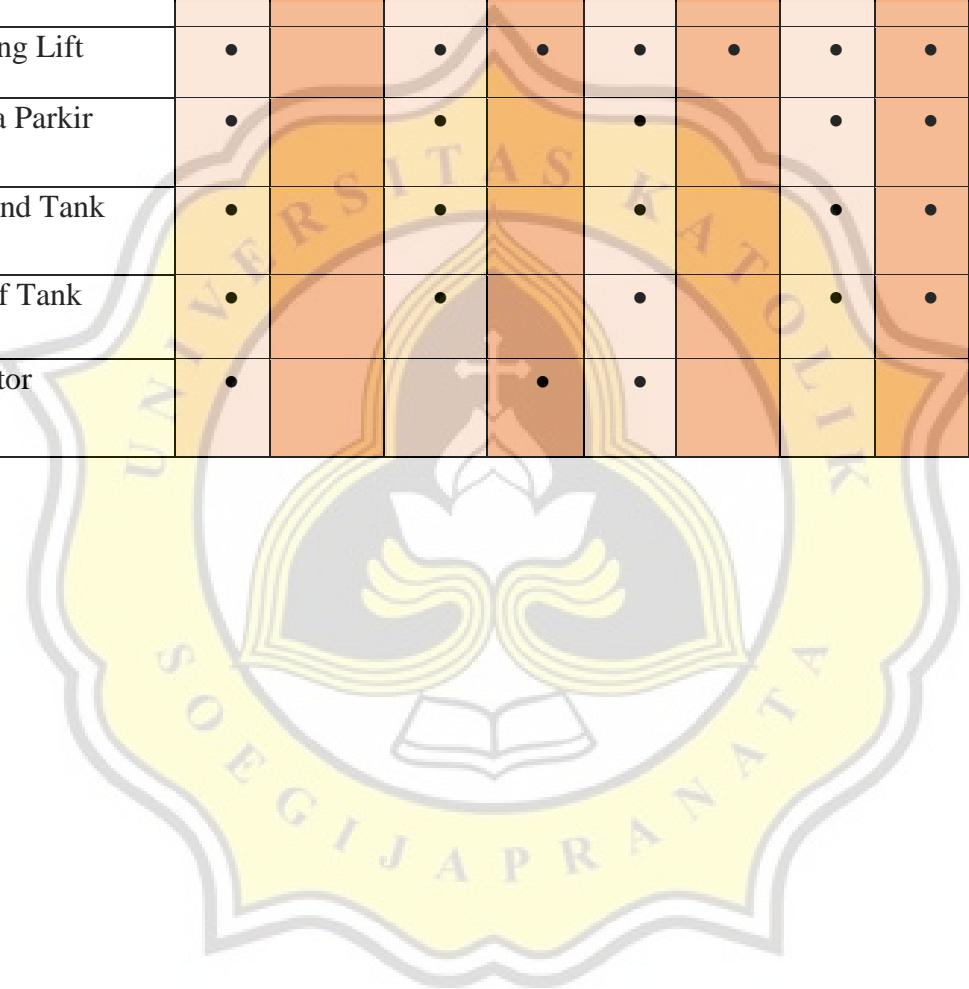 ng Lift • • • • • • •
a Parkir • • • • •
nd Tank • • • • •
f Tank • • • • •
tor • • •
UNIVERSITAS KATOLIK
SOEGIJAPRANATA